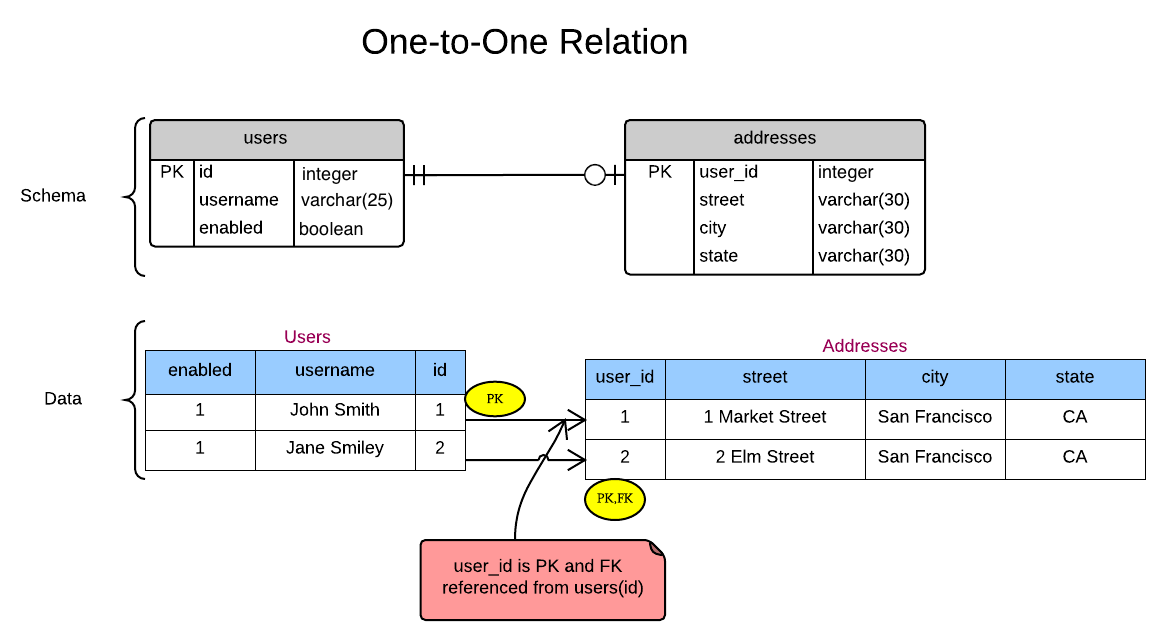 One-to-One Relation
Schema
users
PK id integer
username varchar(25)
enabled boolean
addresses
PK user_id integer
street varchar(30)
city varchar(30)
state varchar(30)
Data
Users
enabled username id
1 John Smith 1
1 Jane Smiley 2
PK
Addresses
user_id street city state
1 1 Market Street San Francisco CA
2 2 Elm Street San Francisco CA
PK,FK
user_id is PK and FK
referenced from users(id)